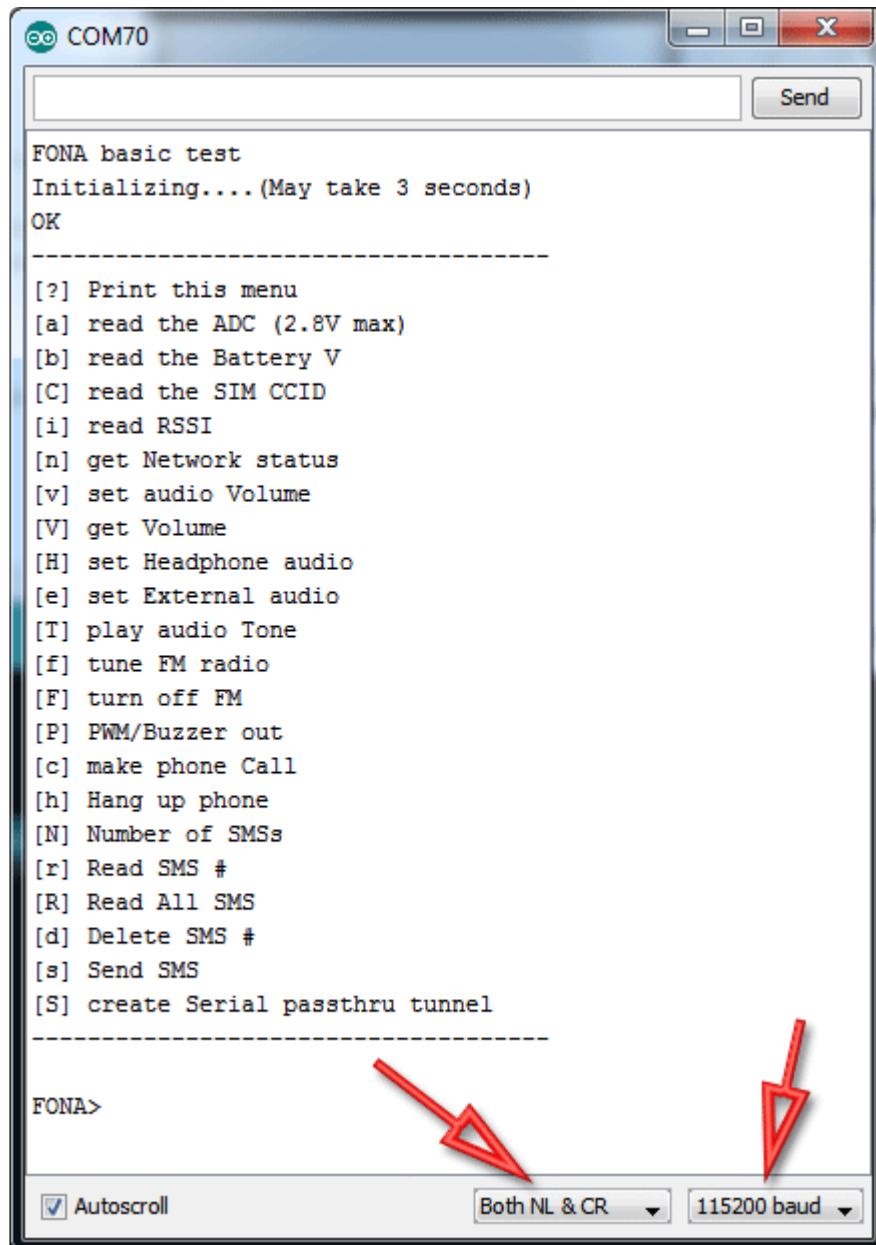 COM70
Send
FONA basic test
Initializing....(May take 3 seconds)
OK
--------------------------------------
[?] Print this menu
[a] read the ADC (2.8V max)
[b] read the Battery V
[C] read the SIM CCID
[i] read RSSI
[n] get Network status
[v] set audio Volume
[V] get Volume
[H] set Headphone audio
[e] set External audio
[T] play audio Tone
[f] tune FM radio
[F] turn off FM
[P] PWM/Buzzer out
[c] make phone Call
[h] Hang up phone
[N] Number of SMSs
[r] Read SMS #
[R] Read All SMS
[d] Delete SMS #
[s] Send SMS
[S] create Serial passthru tunnel
--------------------------------------
FONA>
Autoscroll Both NL & CR 115200 baud